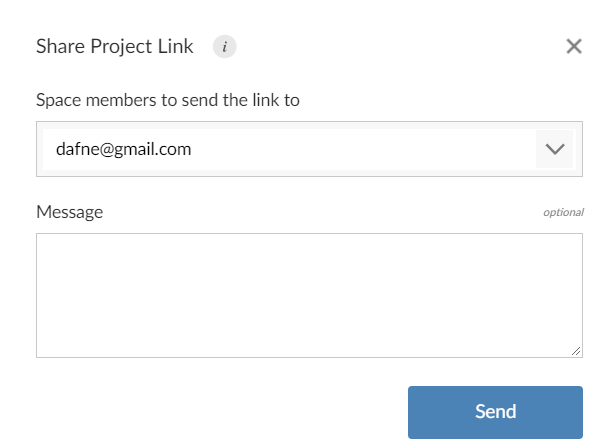 Share Project Link i
Space members to send the link to
dafne@gmail.com
Message optional
Send